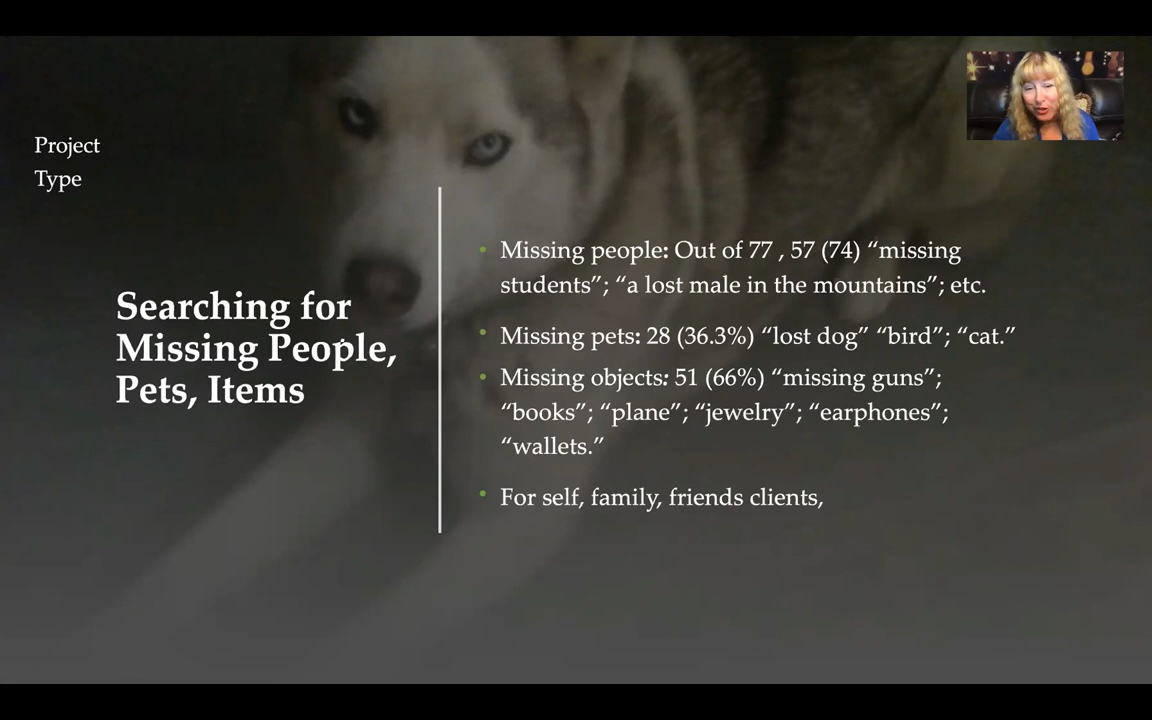 Project
Type
Searching for
Missing People,
Pets, Items
Missing people: Out of 77 , 57 (74) “missing
students”; “a lost male in the mountains”; etc.
Missing pets: 28 (36.3%) “lost dog” “bird”; “cat.”
Missing objects: 51 (66%) “missing guns”;
“books”; “plane”; “jewelry”; “earphones”;
“wallets.”
For self, family, friends clients,